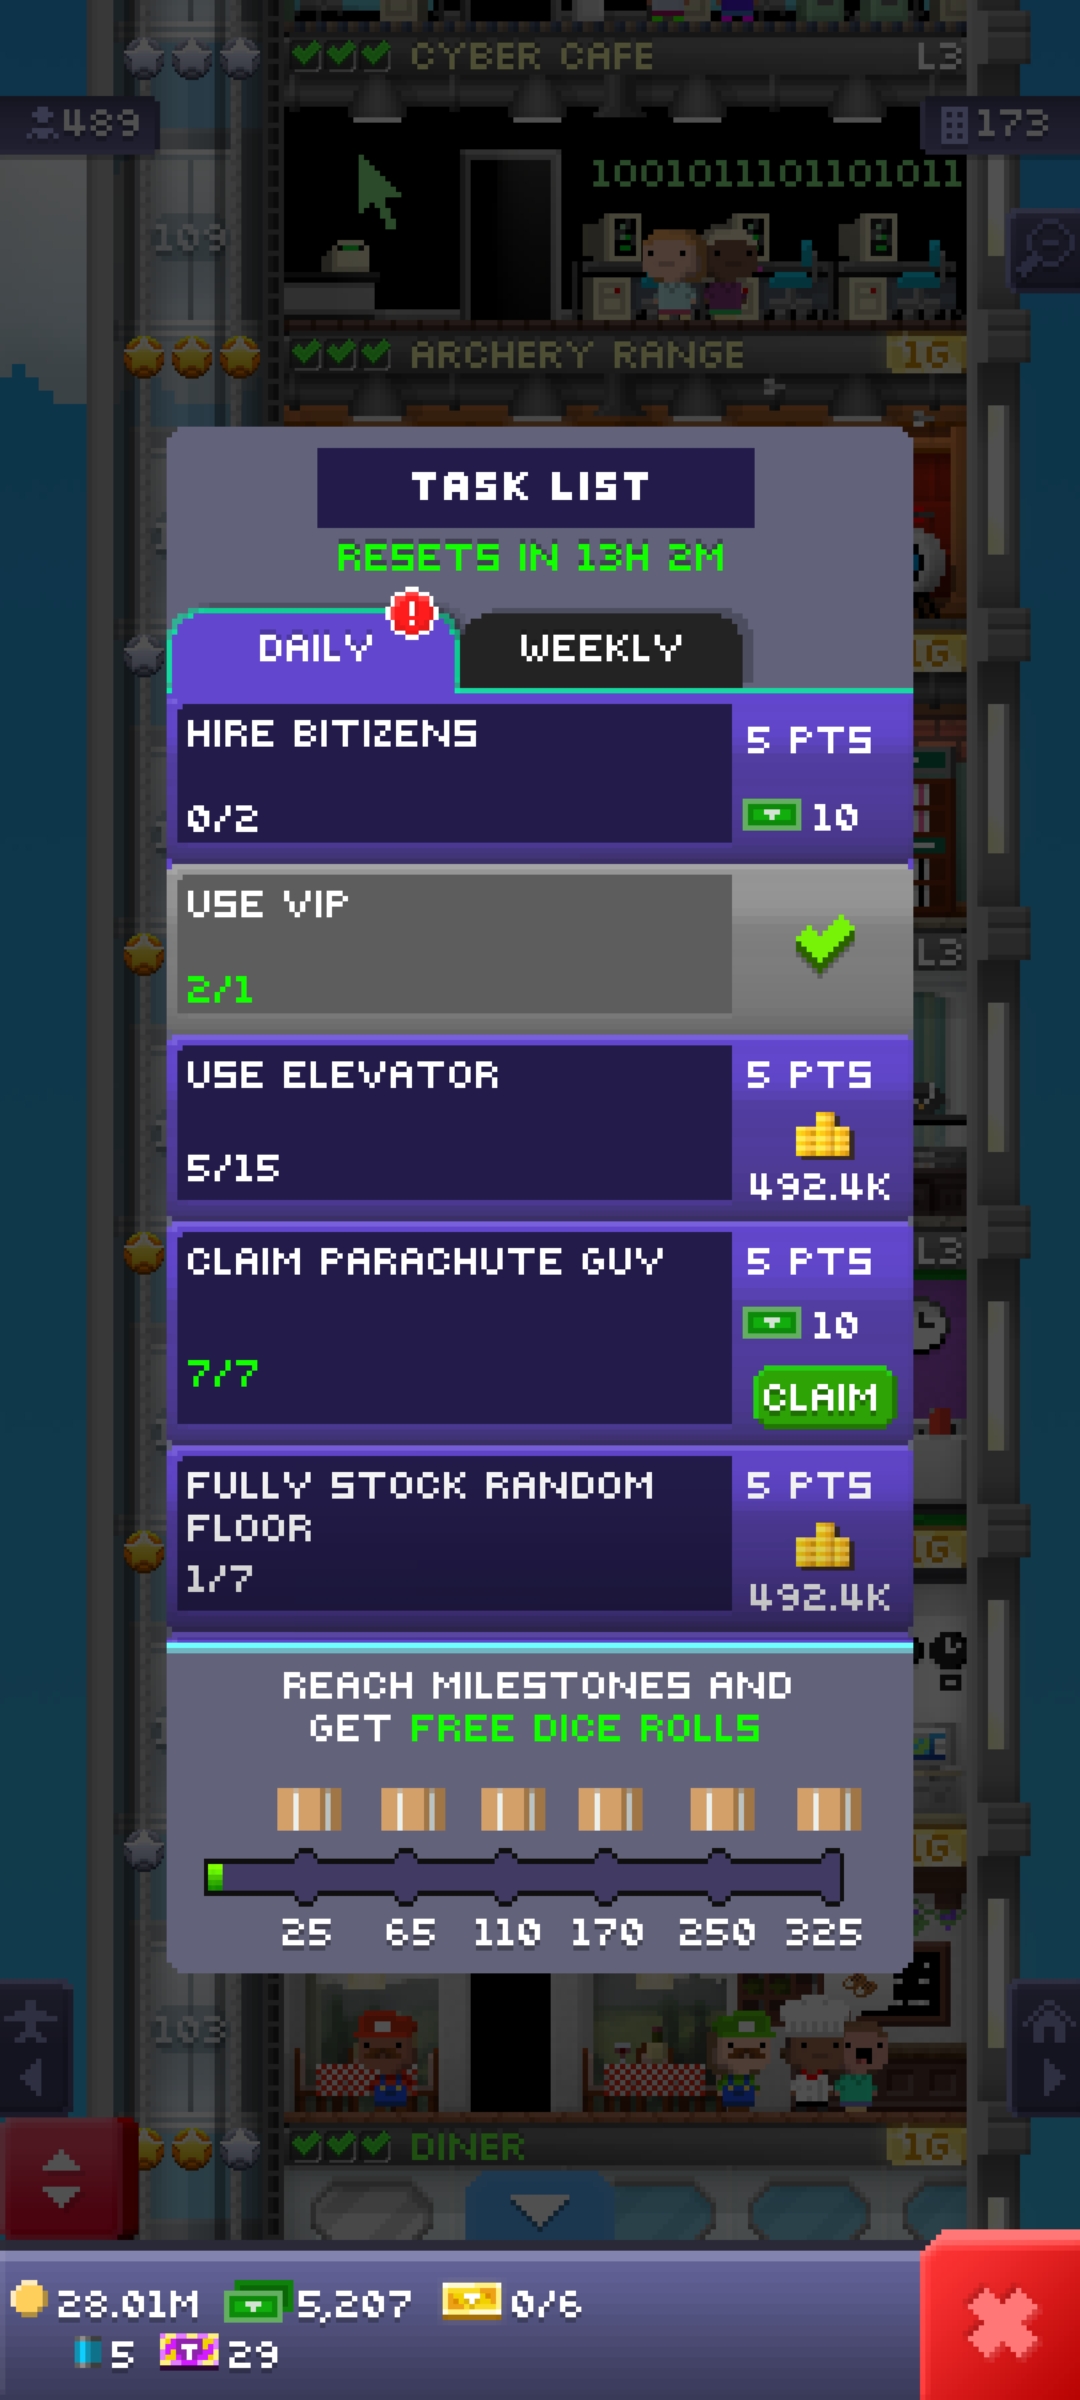 CYBER CAFE L3
489
173
1001011101101011
109
ARCHERY RANGE 1G
TASK LIST
RESETS IN 13H 2M
DAILY
WEEKLY
HIRE BITIZENS
5 PTS
0/2
10
USE VIP
2/1
USE ELEVATOR
5 PTS
5/15
492.4K
CLAIM PARACHUTE GUY
5 PTS
10
7/7
CLAIM
FULLY STOCK RANDOM
FLOOR
5 PTS
1/7
492.4K
L3
L3
REACH MILESTONES AND
GET FREE DICE ROLLS
25 65 110 170 250 325
103
DINER 1G
28.01M 5,207 0/6
5 29